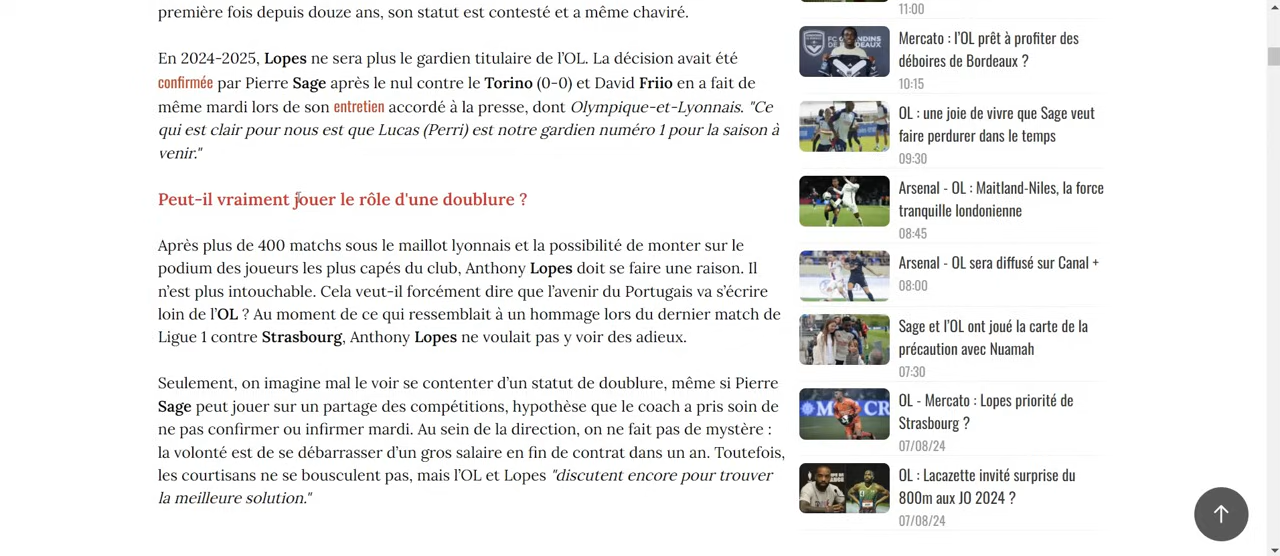 première fois depuis douze ans, son statut est contesté et a même chaviré.
En 2024-2025, Lopes ne sera plus le gardien titulaire de l’OL. La décision avait été
confirmée par Pierre Sage après le nul contre le Torino (0-0) et David Friio en a fait de
même mardi lors de son entretien accordé à la presse, dont Olympique-et-Lyonnais. "Ce
qui est clair pour nous est que Lucas (Perri) est notre gardien numéro 1 pour la saison à
venir."
Peut-il vraiment jouer le rôle d'une doublure ?
Après plus de 400 matchs sous le maillot lyonnais et la possibilité de monter sur le
podium des joueurs les plus capés du club, Anthony Lopes doit se faire une raison. Il
n’est plus intouchable. Cela veut-il forcément dire que l’avenir du Portugais va s’écrire
loin de l’OL ? Au moment de ce qui ressemblait à un hommage lors du dernier match de
Ligue 1 contre Strasbourg, Anthony Lopes ne voulait pas y voir des adieux.
Seulement, on imagine mal le voir se contenter d’un statut de doublure, même si Pierre
Sage peut jouer sur un partage des compétitions, hypothèse que le coach a pris soin de
ne pas confirmer ou infirmer mardi. Au sein de la direction, on ne fait pas de mystère :
la volonté est de se débarrasser d’un gros salaire en fin de contrat dans un an. Toutefois,
les courtisans ne se bousculent pas, mais l’OL et Lopes "discutent encore pour trouver
la meilleure solution."
11:00
Mercato : l’OL prêt à profiter des
déboires de Bordeaux ?
10:15
OL : une joie de vivre que Sage veut
faire perdurer dans le temps
09:30
Arsenal - OL : Maitland-Niles, la force
tranquille londonienne
08:45
Arsenal - OL sera diffusé sur Canal +
08:00
Sage et l’OL ont joué la carte de la
précaution avec Nuamah
07:30
OL - Mercato : Lopes priorité de
Strasbourg ?
07/08/24
OL : Lacazette invité surprise du
800m aux JO 2024 ?
07/08/24